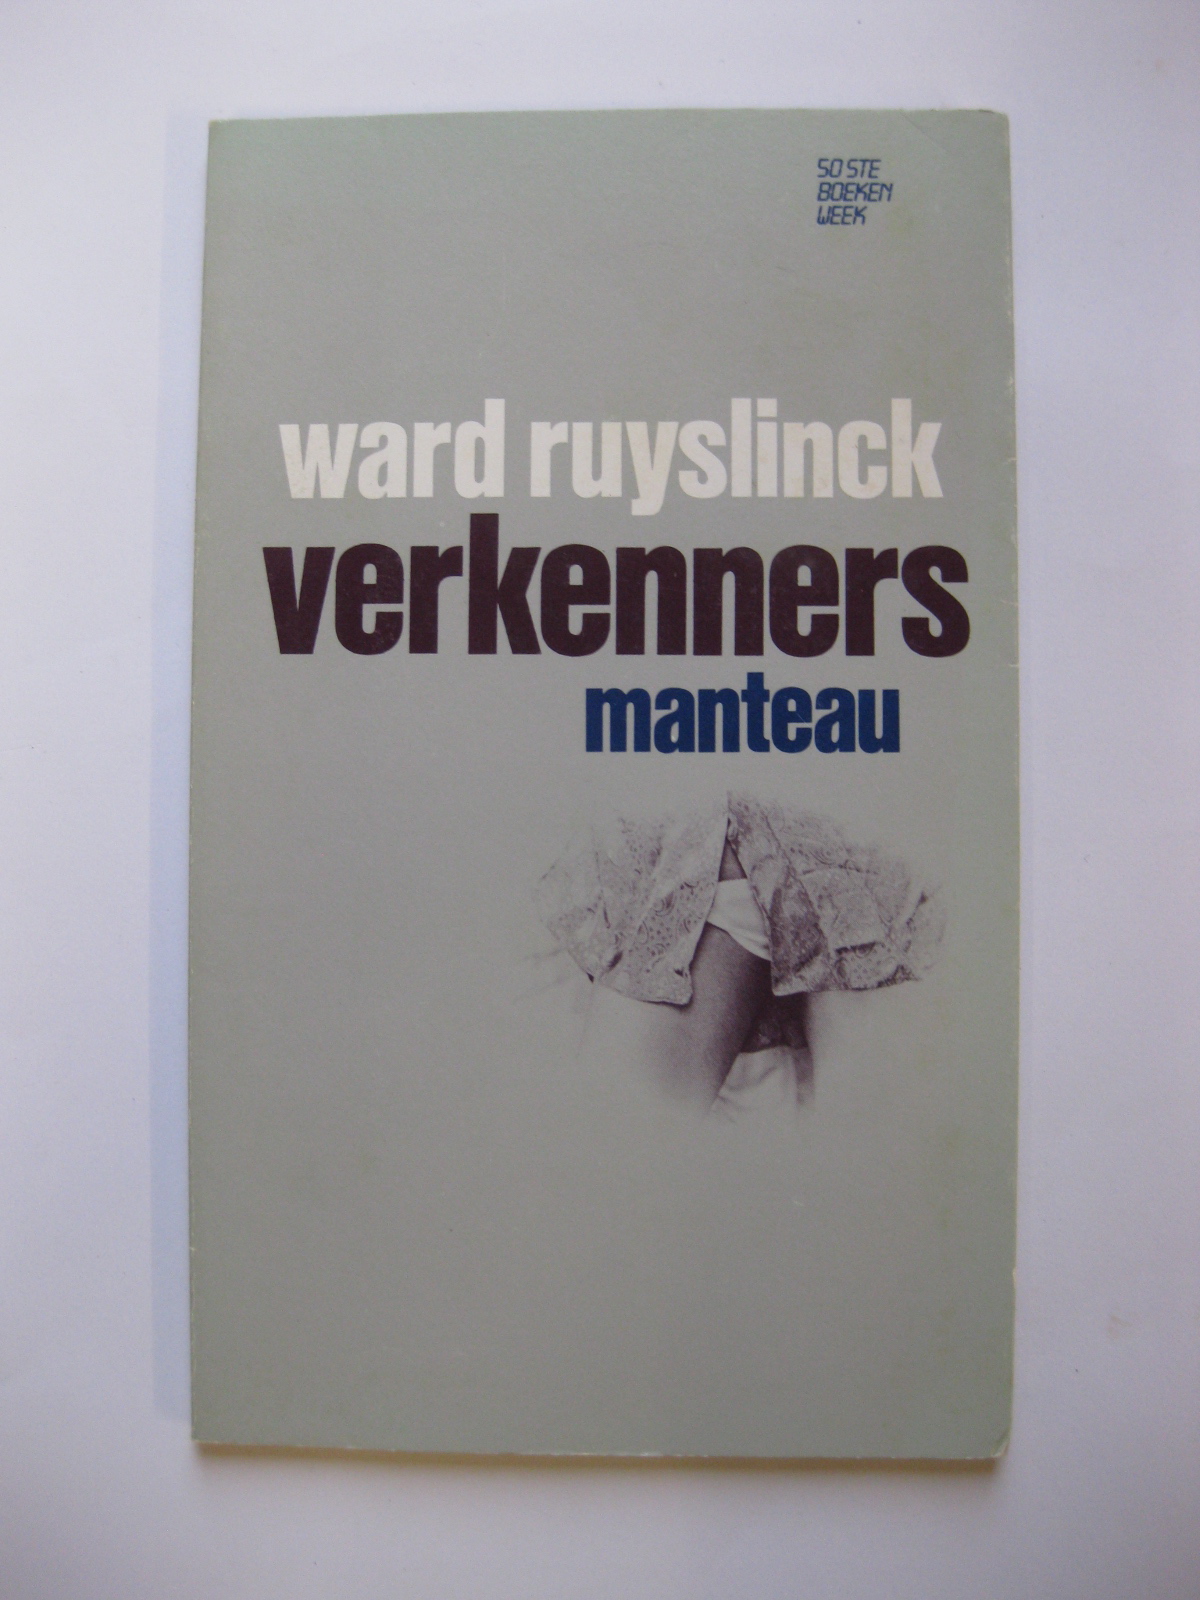 50 STE
BOEKEN
WEEK
ward ruyslinck
verkenners
manteau